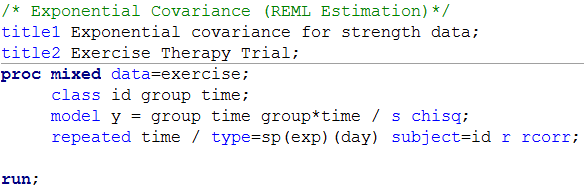 /* Exponential Covariance (REML Estimation)*/
title1 Exponential covariance for strength data;
title2 Exercise Therapy Trial;
proc mixed data=exercise;
class id group time;
model y = group time group*time / s chisq;
repeated time / type=sp(exp)(day) subject=id r rcorr;
run;